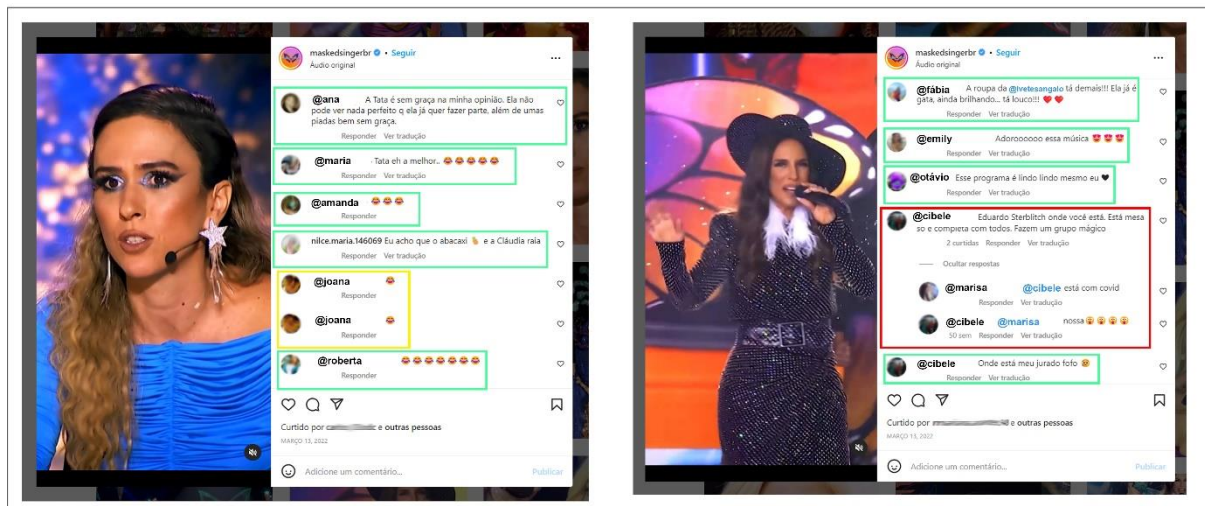 maskedsingerbr • Seguir
Áudio original
@ana A Tata é sem graça na minha opinião. Ela não
pode ver nada perfeito q ela já quer fazer parte, além de umas
piadas bem sem graça.
Responder Ver tradução
@maria Tata eh a melhor.. 😂😂😂😂😂
Responder Ver tradução
@amanda 😂😂😂
Responder
nilce.maria.146069 Eu acho que o abacaxi 🍍 e a Cláudia raia
Responder Ver tradução
@joana 😂
Responder
@joana 😂
Responder
@roberta 😂😂😂😂😂😂😂
Responder
Curtido por e outras pessoas
MARÇO 13, 2022
Adicione um comentário...
Publicar
maskedsingerbr • Seguir
Áudio original
@fábia A roupa da @ivetesangalo tá demais!!! Ela já é
gata, ainda brilhando... tá louco!!! ❤️❤️
Responder Ver tradução
@emily Adoroooooo essa música 😍😍😍
Responder Ver tradução
@otávio Esse programa é lindo lindo mesmo eu 🖤
Responder Ver tradução
@cibele Eduardo Sterblitch onde você está. Está mesa
so e completa com todos. Fazem um grupo mágico
2 curtidas Responder Ver tradução
Ocultar respostas
@marisa @cibele está com covid
Responder Ver tradução
@cibele @marisa nossa😮😮😮😮
50 sem Responder Ver tradução
@cibele Onde está meu jurado fofo 😢
Responder Ver tradução
Curtido por e outras pessoas
MARÇO 13, 2022
Adicione um comentário...
Publicar